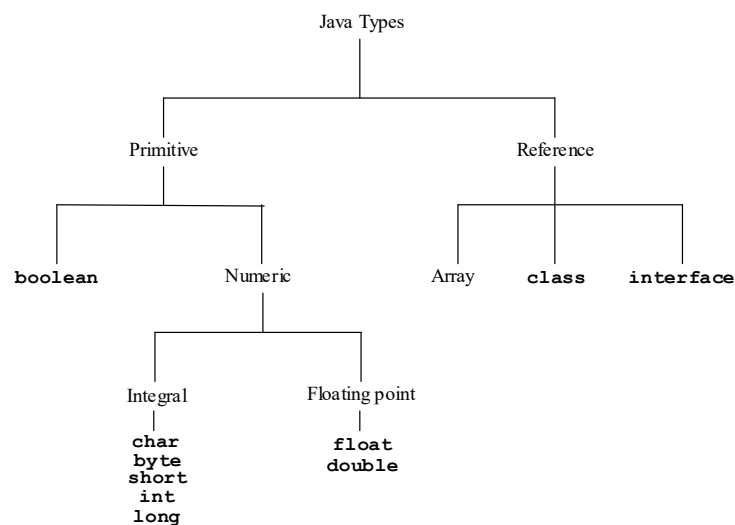 Java Types
Primitive Reference
boolean Numeric Array class interface
Integral Floating point
char float
byte double
short
int
long